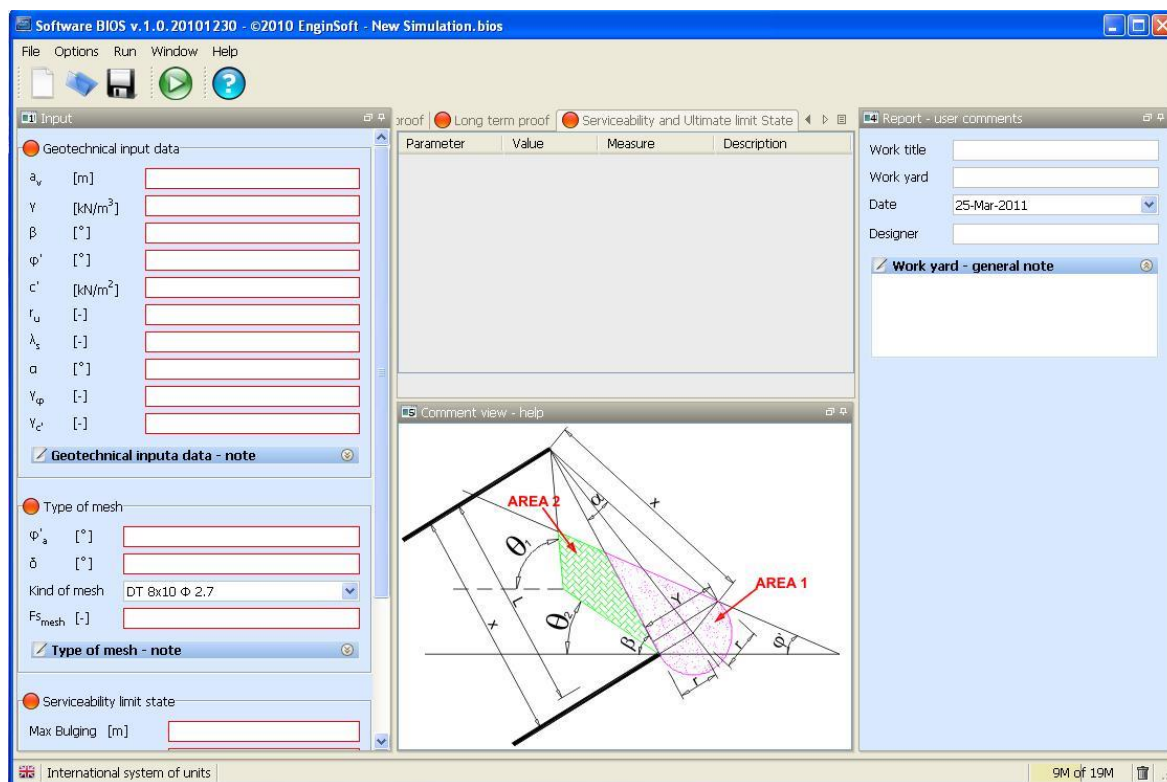 Software BIOS v.1.0.20101230 - ©2010 EnginSoft - New Simulation.bios
File Options Run Window Help
1 Input
Geotechnical input data
a_v [m]
γ [kN/m³]
β [°]
φ' [°]
c' [kN/m²]
r_u [-]
λ_s [-]
α [°]
γ_φ [-]
γ_c' [-]
Geotechnical inputa data - note
Type of mesh
φ'_a [°]
δ [°]
Kind of mesh DT 8x10 Φ 2.7
Fs_mesh [-]
Type of mesh - note
Serviceability limit state
Max Bulging [m]
roof Long term proof Serviceability and Ultimate limit State
Parameter Value Measure Description
5 Comment view - help
AREA 2
α
x
θ₁
L
x
AREA 1
Y
θ₂
β
r
r
φ'
4 Report - user comments
Work title
Work yard
Date 25-Mar-2011
Designer
Work yard - general note
International system of units
9M of 19M